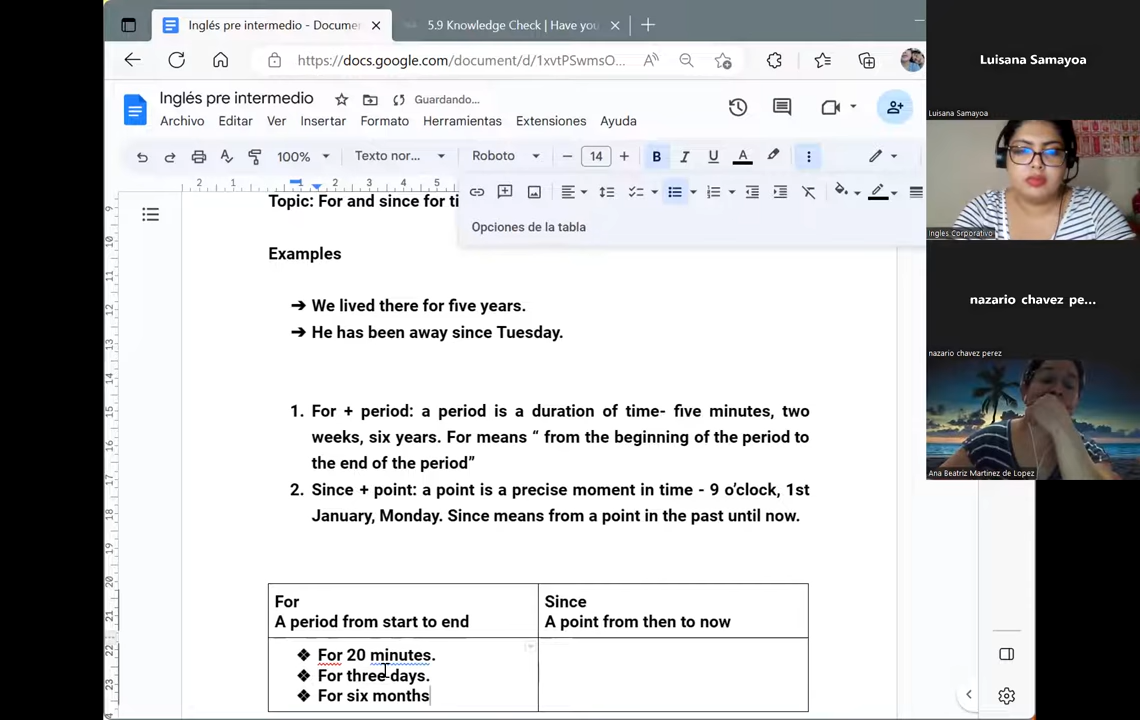 Inglés pre intermedio - Documen
5.9 Knowledge Check | Have you
https://docs.google.com/document/d/1xvtPSwmsO...
Inglés pre intermedio
Guardando...
Archivo Editar Ver Insertar Formato Herramientas Extensiones Ayuda
100% Texto nor... Roboto 14
2 1 1 2 3 4 5
Opciones de la tabla
Topic: For and since for ti
Examples
➔ We lived there for five years.
➔ He has been away since Tuesday.
1. For + period: a period is a duration of time- five minutes, two
weeks, six years. For means “ from the beginning of the period to
the end of the period”
2. Since + point: a point is a precise moment in time - 9 o’clock, 1st
January, Monday. Since means from a point in the past until now.
For
A period from start to end
Since
A point from then to now
❖ For 20 minutes.
❖ For three days.
❖ For six months
Luisana Samayoa
Luisana Samayoa
Ingles Corporativo
nazario chavez pe...
nazario chavez perez
Ana Beatriz Martinez de Lopez